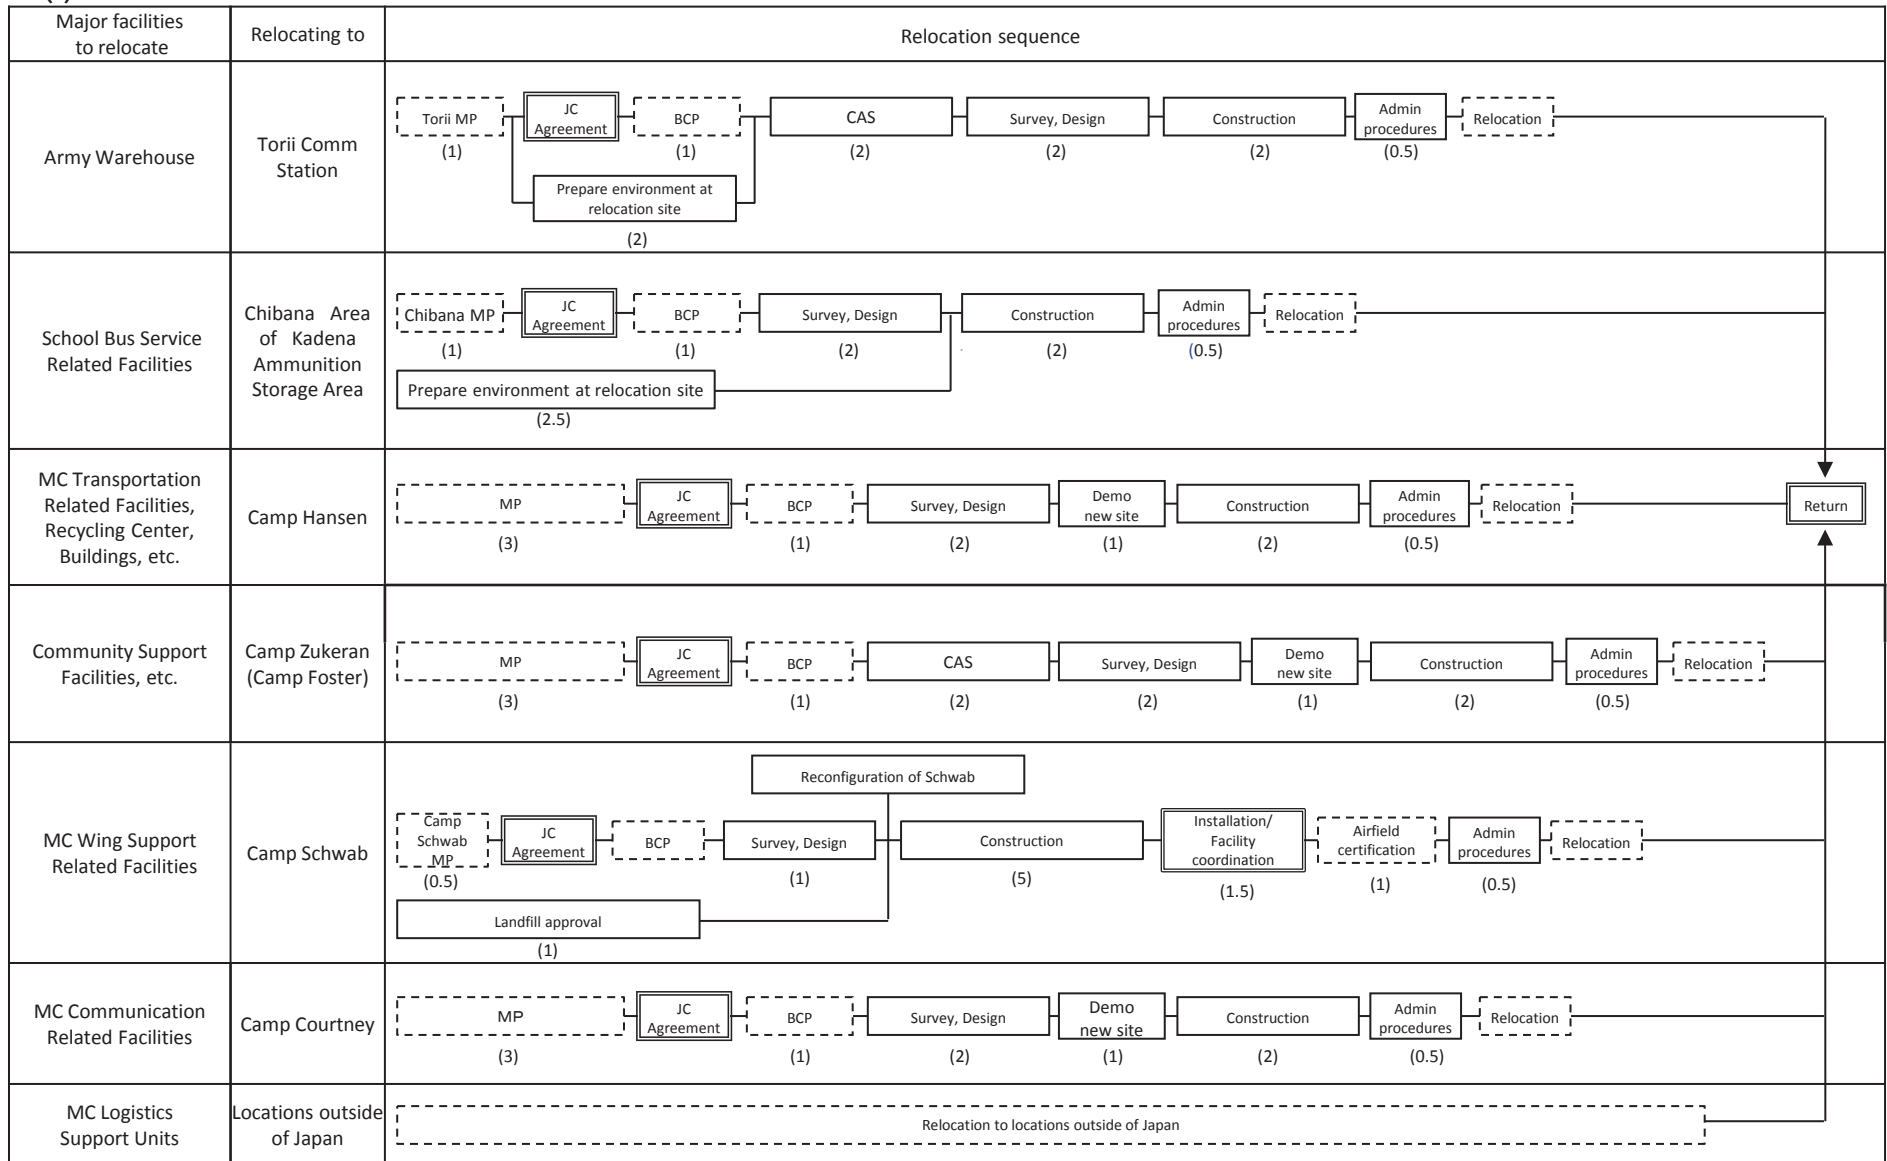 Major facilities
to relocate
Relocating to
Relocation sequence
Army Warehouse
Torii Comm
Station
Torii MP
(1)
JC
Agreement
BCP
(1)
CAS
(2)
Survey, Design
(2)
Construction
(2)
Admin
procedures
(0.5)
Relocation
Prepare environment at
relocation site
(2)
School Bus Service
Related Facilities
Chibana Area
of Kadena
Ammunition
Storage Area
Chibana MP
(1)
JC
Agreement
BCP
(1)
Survey, Design
(2)
Construction
(2)
Admin
procedures
(0.5)
Relocation
Prepare environment at relocation site
(2.5)
MC Transportation
Related Facilities,
Recycling Center,
Buildings, etc.
Camp Hansen
MP
(3)
JC
Agreement
BCP
(1)
Survey, Design
(2)
Demo
new site
(1)
Construction
(2)
Admin
procedures
(0.5)
Relocation
Return
Community Support
Facilities, etc.
Camp Zukeran
(Camp Foster)
MP
(3)
JC
Agreement
BCP
(1)
CAS
(2)
Survey, Design
(2)
Demo
new site
(1)
Construction
(2)
Admin
procedures
(0.5)
Relocation
MC Wing Support
Related Facilities
Camp Schwab
Reconfiguration of Schwab
Camp
Schwab
MP
(0.5)
JC
Agreement
BCP
Survey, Design
(1)
Construction
(5)
Installation/
Facility
coordination
(1.5)
Airfield
certification
(1)
Admin
procedures
(0.5)
Relocation
Landfill approval
(1)
MC Communication
Related Facilities
Camp Courtney
MP
(3)
JC
Agreement
BCP
(1)
Survey, Design
(2)
Demo
new site
(1)
Construction
(2)
Admin
procedures
(0.5)
Relocation
MC Logistics
Support Units
Locations outside
of Japan
Relocation to locations outside of Japan